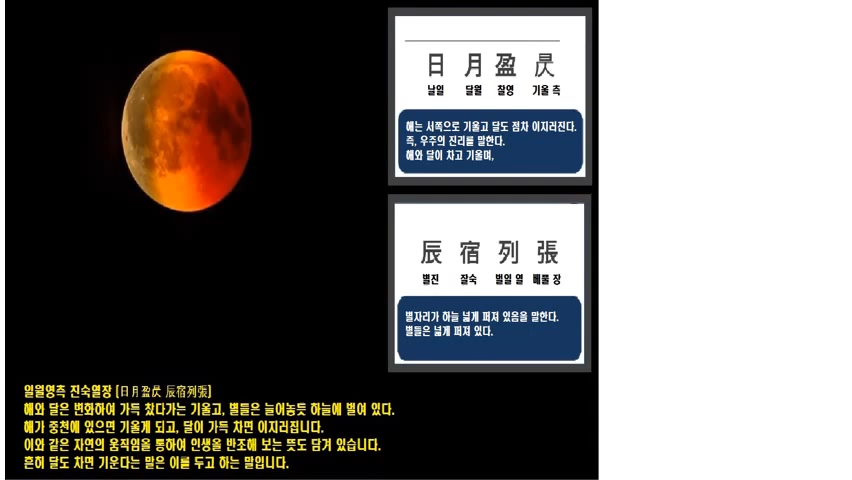 日 月 盈 昃
날일 달월 찰영 기울 측
해는 서쪽으로 기울고 달도 점차 이지러진다.
즉, 우주의 진리를 말한다.
해와 달이 차고 기울며,
辰 宿 列 張
별진 잘숙 벌일 열 베풀 장
별자리가 하늘 넓게 퍼져 있음을 말한다.
별들은 넓게 퍼져 있다.
일월영측 진숙열장 [日月盈昃 辰宿列張]
해와 달은 변화하여 가득 찼다가는 기울고, 별들은 늘어놓듯 하늘에 벌여 있다.
해가 중천에 있으면 기울게 되고, 달이 가득 차면 이지러집니다.
이와 같은 자연의 움직임을 통하여 인생을 반조해 보는 뜻도 담겨 있습니다.
흔히 달도 차면 기운다는 말은 이를 두고 하는 말입니다.